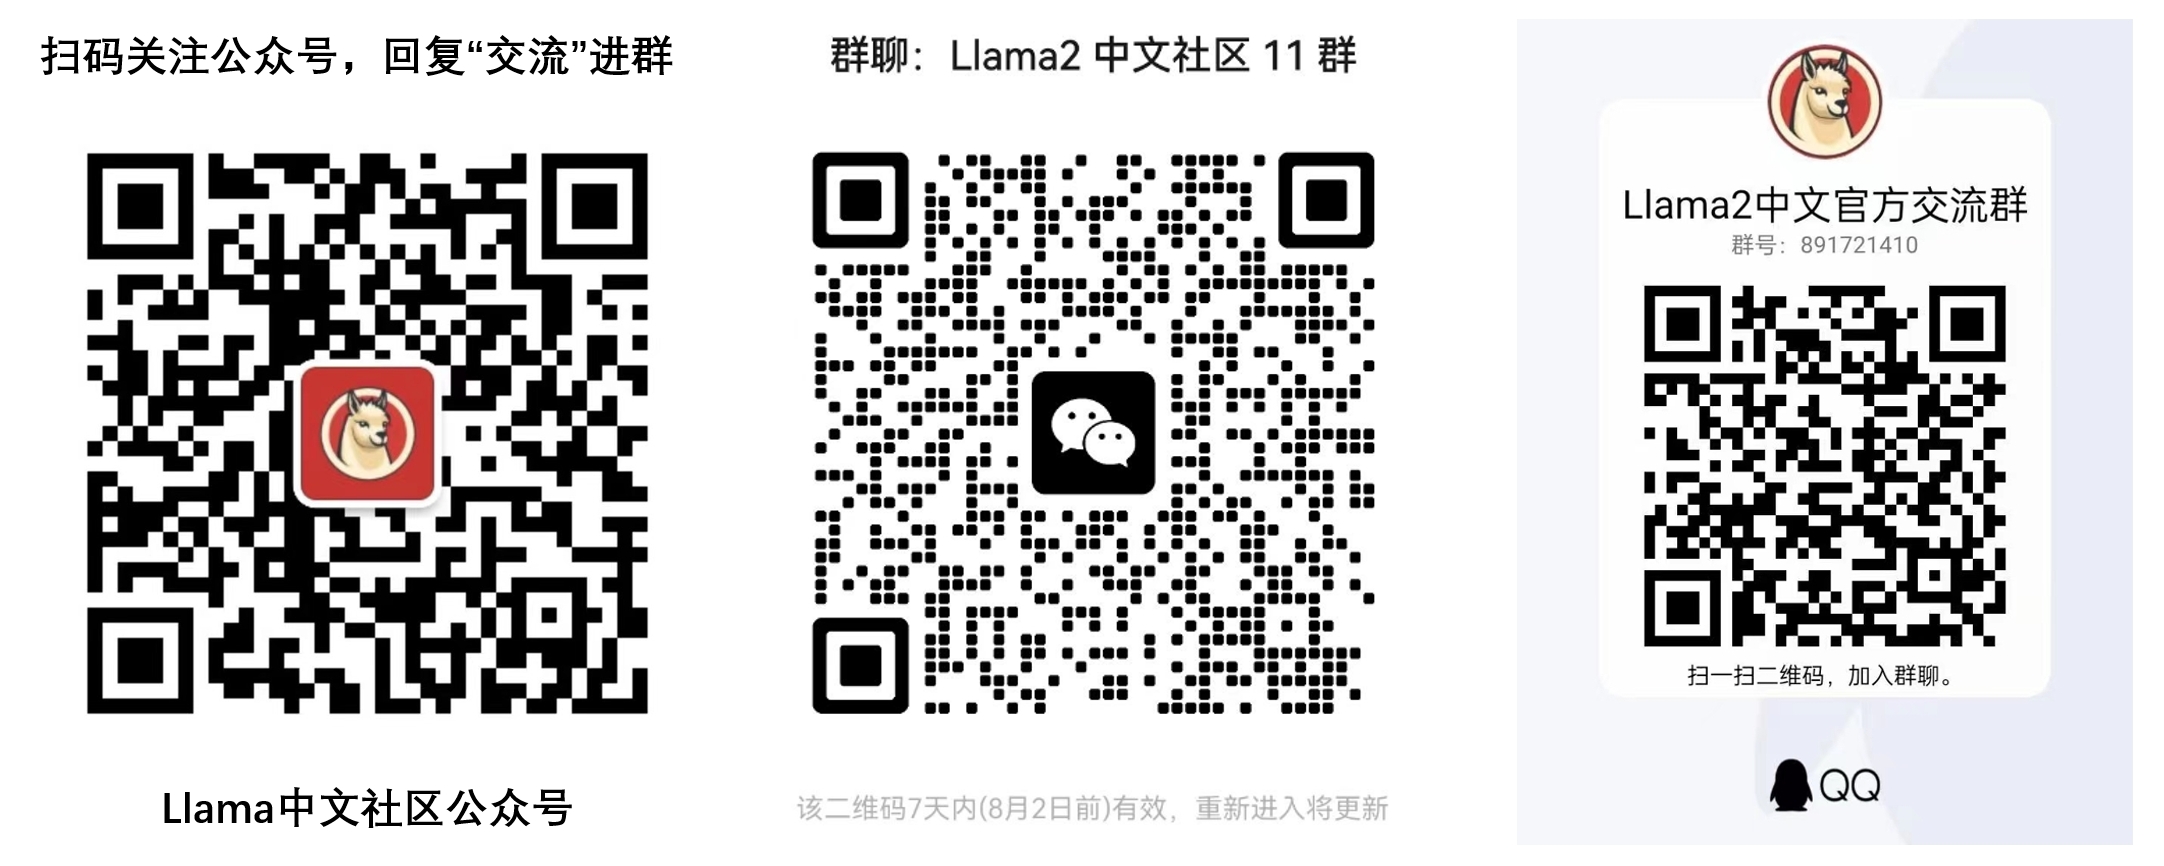 扫码关注公众号，回复“交流”进群
Llama中文社区公众号
群聊：Llama2 中文社区 11 群
该二维码7天内(8月2日前)有效，重新进入将更新
Llama2中文官方交流群
群号：891721410
扫一扫二维码，加入群聊。
QQ